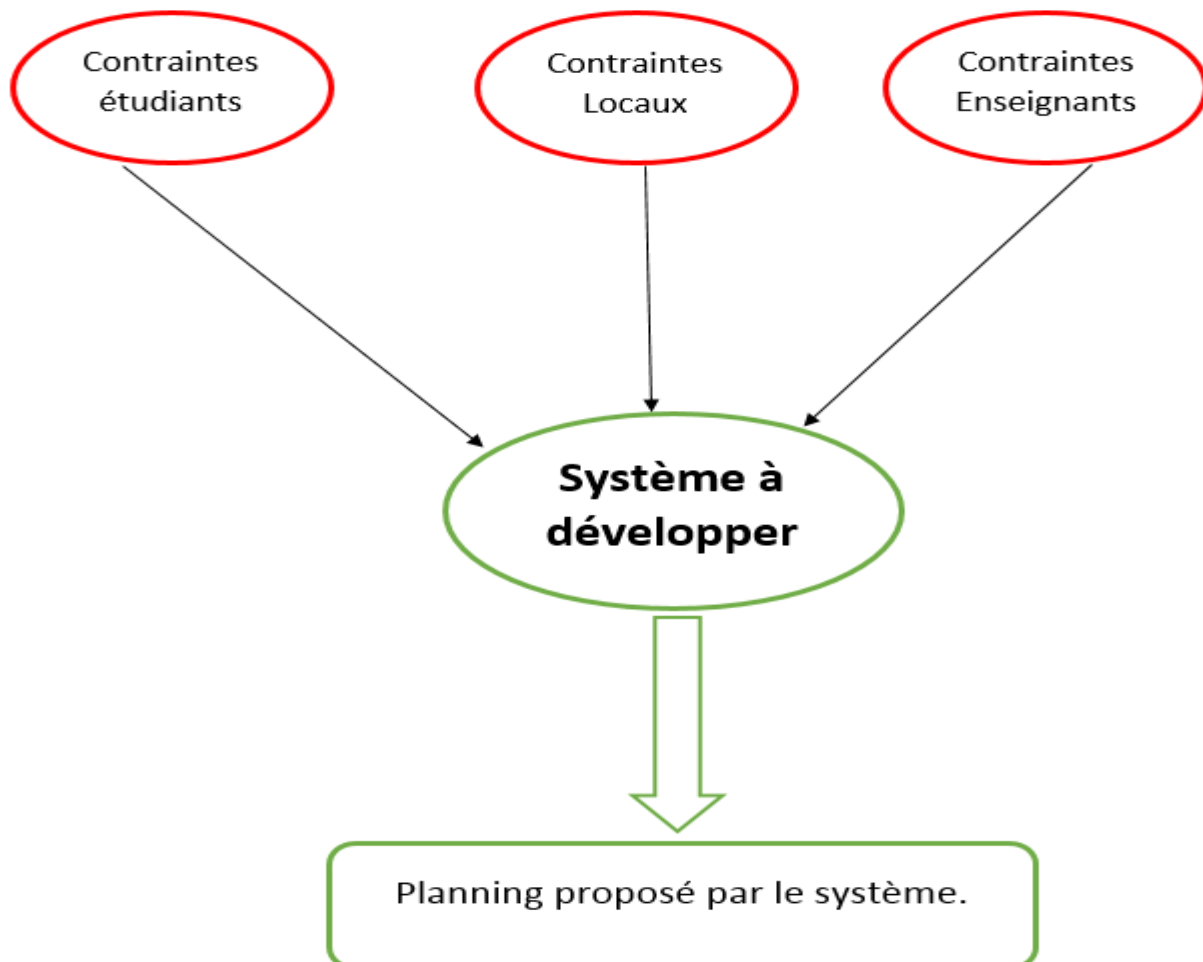 Contraintes
étudiants
Contraintes
Locaux
Contraintes
Enseignants
Système à
développer
Planning proposé par le système.